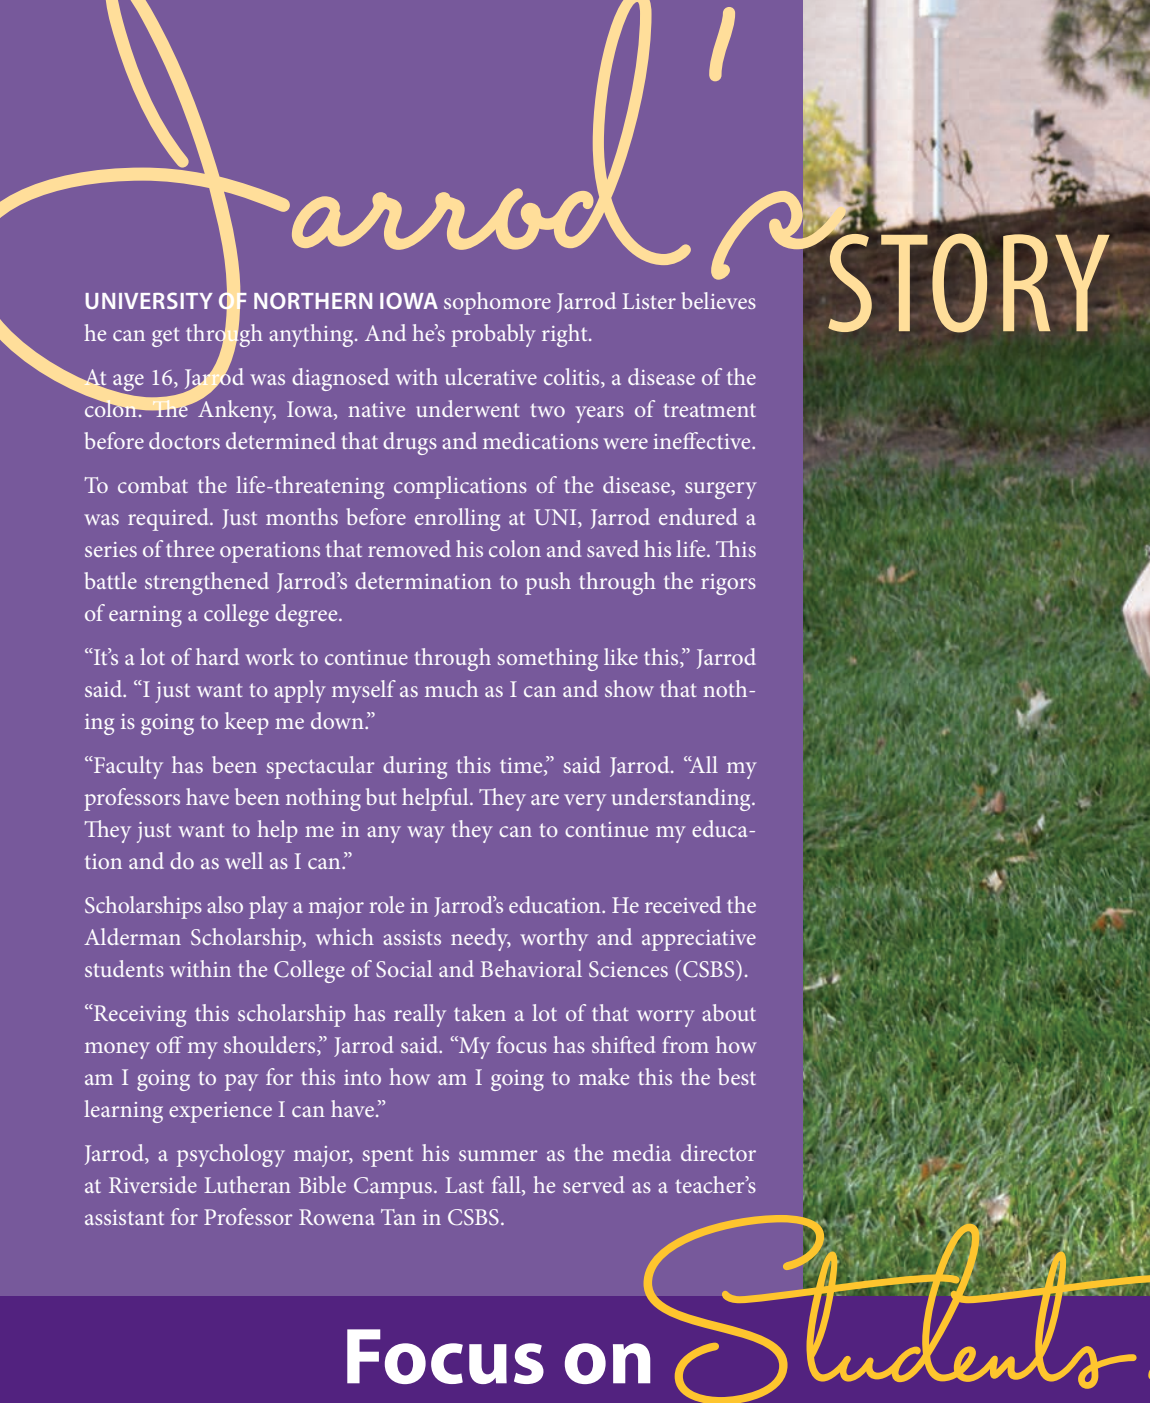 Jarrod's
STORY
UNIVERSITY OF NORTHERN IOWA sophomore Jarrod Lister believes
he can get through anything. And he’s probably right.
At age 16, Jarrod was diagnosed with ulcerative colitis, a disease of the
colon. The Ankeny, Iowa, native underwent two years of treatment
before doctors determined that drugs and medications were ineffective.
To combat the life-threatening complications of the disease, surgery
was required. Just months before enrolling at UNI, Jarrod endured a
series of three operations that removed his colon and saved his life. This
battle strengthened Jarrod’s determination to push through the rigors
of earning a college degree.
“It’s a lot of hard work to continue through something like this,” Jarrod
said. “I just want to apply myself as much as I can and show that noth-
ing is going to keep me down.”
“Faculty has been spectacular during this time,” said Jarrod. “All my
professors have been nothing but helpful. They are very understanding.
They just want to help me in any way they can to continue my educa-
tion and do as well as I can.”
Scholarships also play a major role in Jarrod’s education. He received the
Alderman Scholarship, which assists needy, worthy and appreciative
students within the College of Social and Behavioral Sciences (CSBS).
“Receiving this scholarship has really taken a lot of that worry about
money off my shoulders,” Jarrod said. “My focus has shifted from how
am I going to pay for this into how am I going to make this the best
learning experience I can have.”
Jarrod, a psychology major, spent his summer as the media director
at Riverside Lutheran Bible Campus. Last fall, he served as a teacher’s
assistant for Professor Rowena Tan in CSBS.
Focus on Students